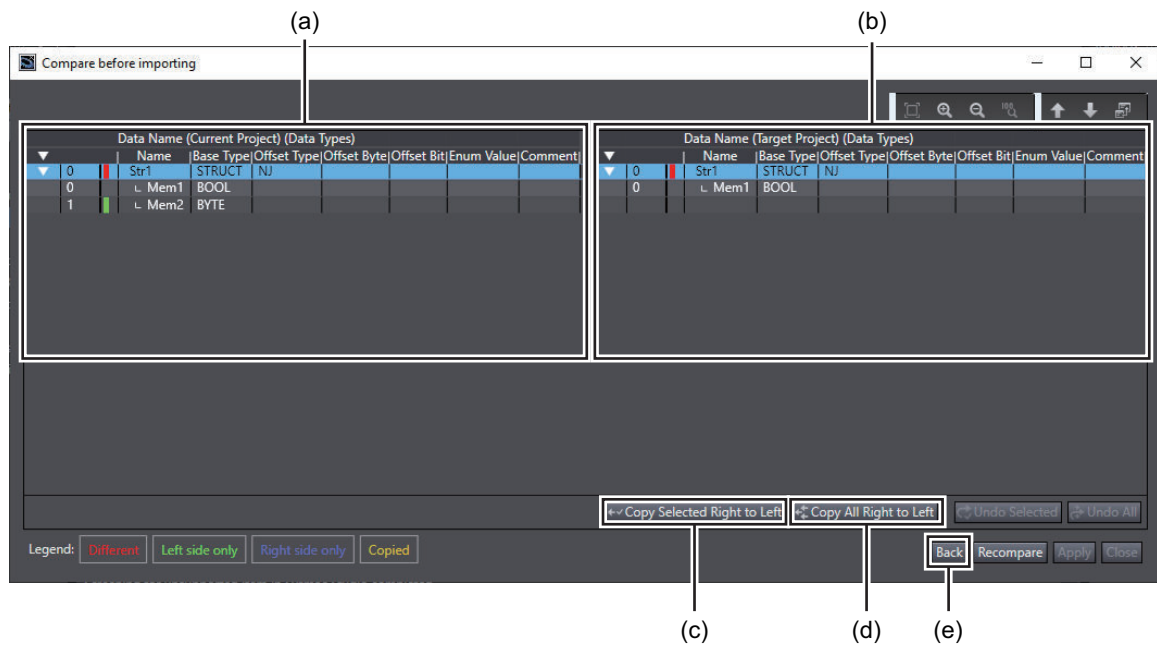 (a) (b)
Compare before importing
Data Name (Current Project) (Data Types) Data Name (Target Project) (Data Types)
Name Base Type Offset Type Offset Byte Offset Bit Enum Value Comment Name Base Type Offset Type Offset Byte Offset Bit Enum Value Comment
0 Str1 STRUCT NJ 0 Str1 STRUCT NJ
0 Mem1 BOOL 0 Mem1 BOOL
1 Mem2 BYTE
Copy Selected Right to Left Copy All Right to Left Undo Selected Undo All
Legend: Different Left side only Right side only Copied Back Recompare Apply Close
(c) (d) (e)